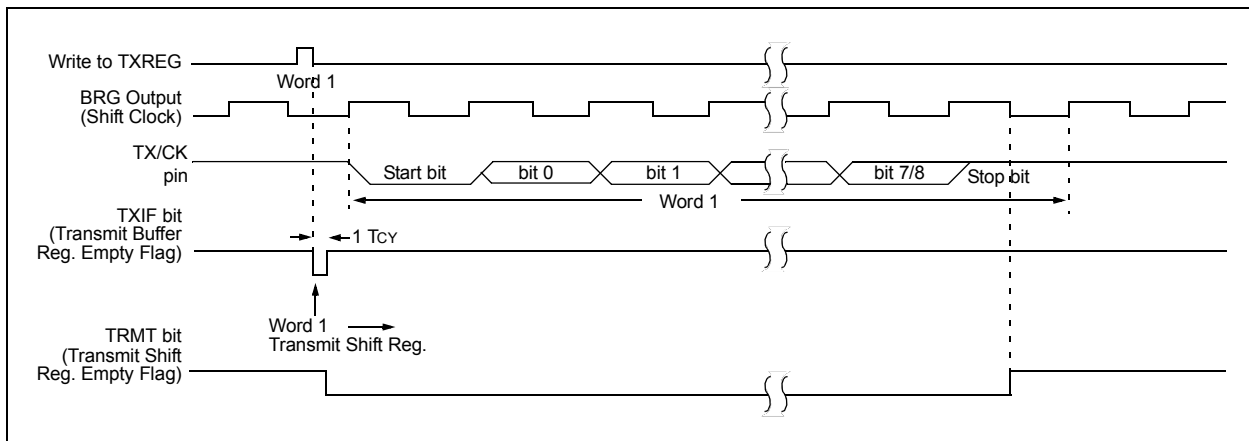 Write to TXREG
Word 1
BRG Output
(Shift Clock)
TX/CK
pin
Start bit
bit 0
bit 1
bit 7/8
Stop bit
Word 1
TXIF bit
(Transmit Buffer
Reg. Empty Flag)
1 TCY
Word 1
Transmit Shift Reg.
TRMT bit
(Transmit Shift
Reg. Empty Flag)